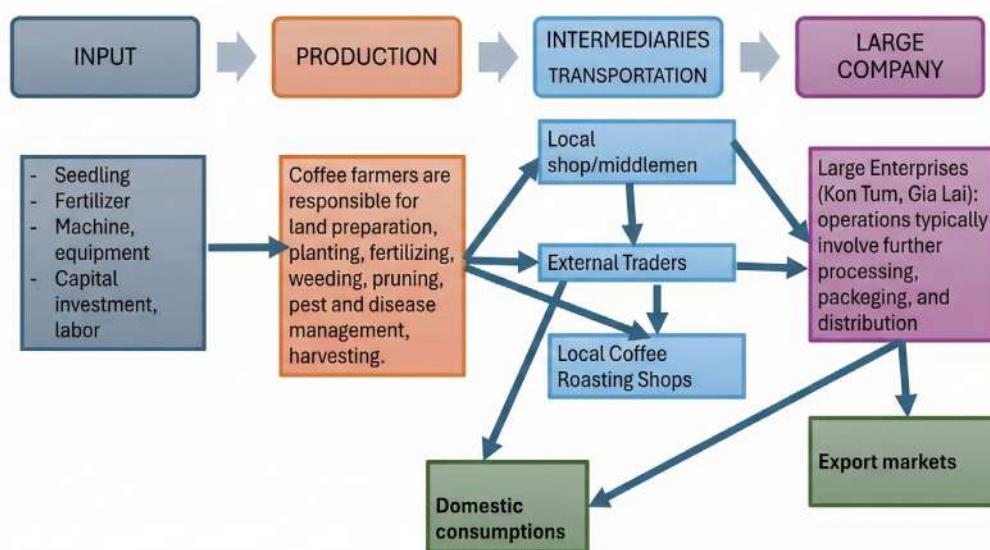 INPUT
PRODUCTION
INTERMEDIARIES
TRANSPORTATION
LARGE
COMPANY
- Seedling
- Fertilizer
- Machine,
equipment
- Capital
investment,
labor
Coffee farmers are
responsible for
land preparation,
planting, fertilizing,
weeding, pruning,
pest and disease
management,
harvesting.
Local
shop/middlemen
External Traders
Local Coffee
Roasting Shops
Large Enterprises
(Kon Tum, Gia Lai):
operations typically
involve further
processing,
packeging, and
distribution
Domestic
consumptions
Export markets